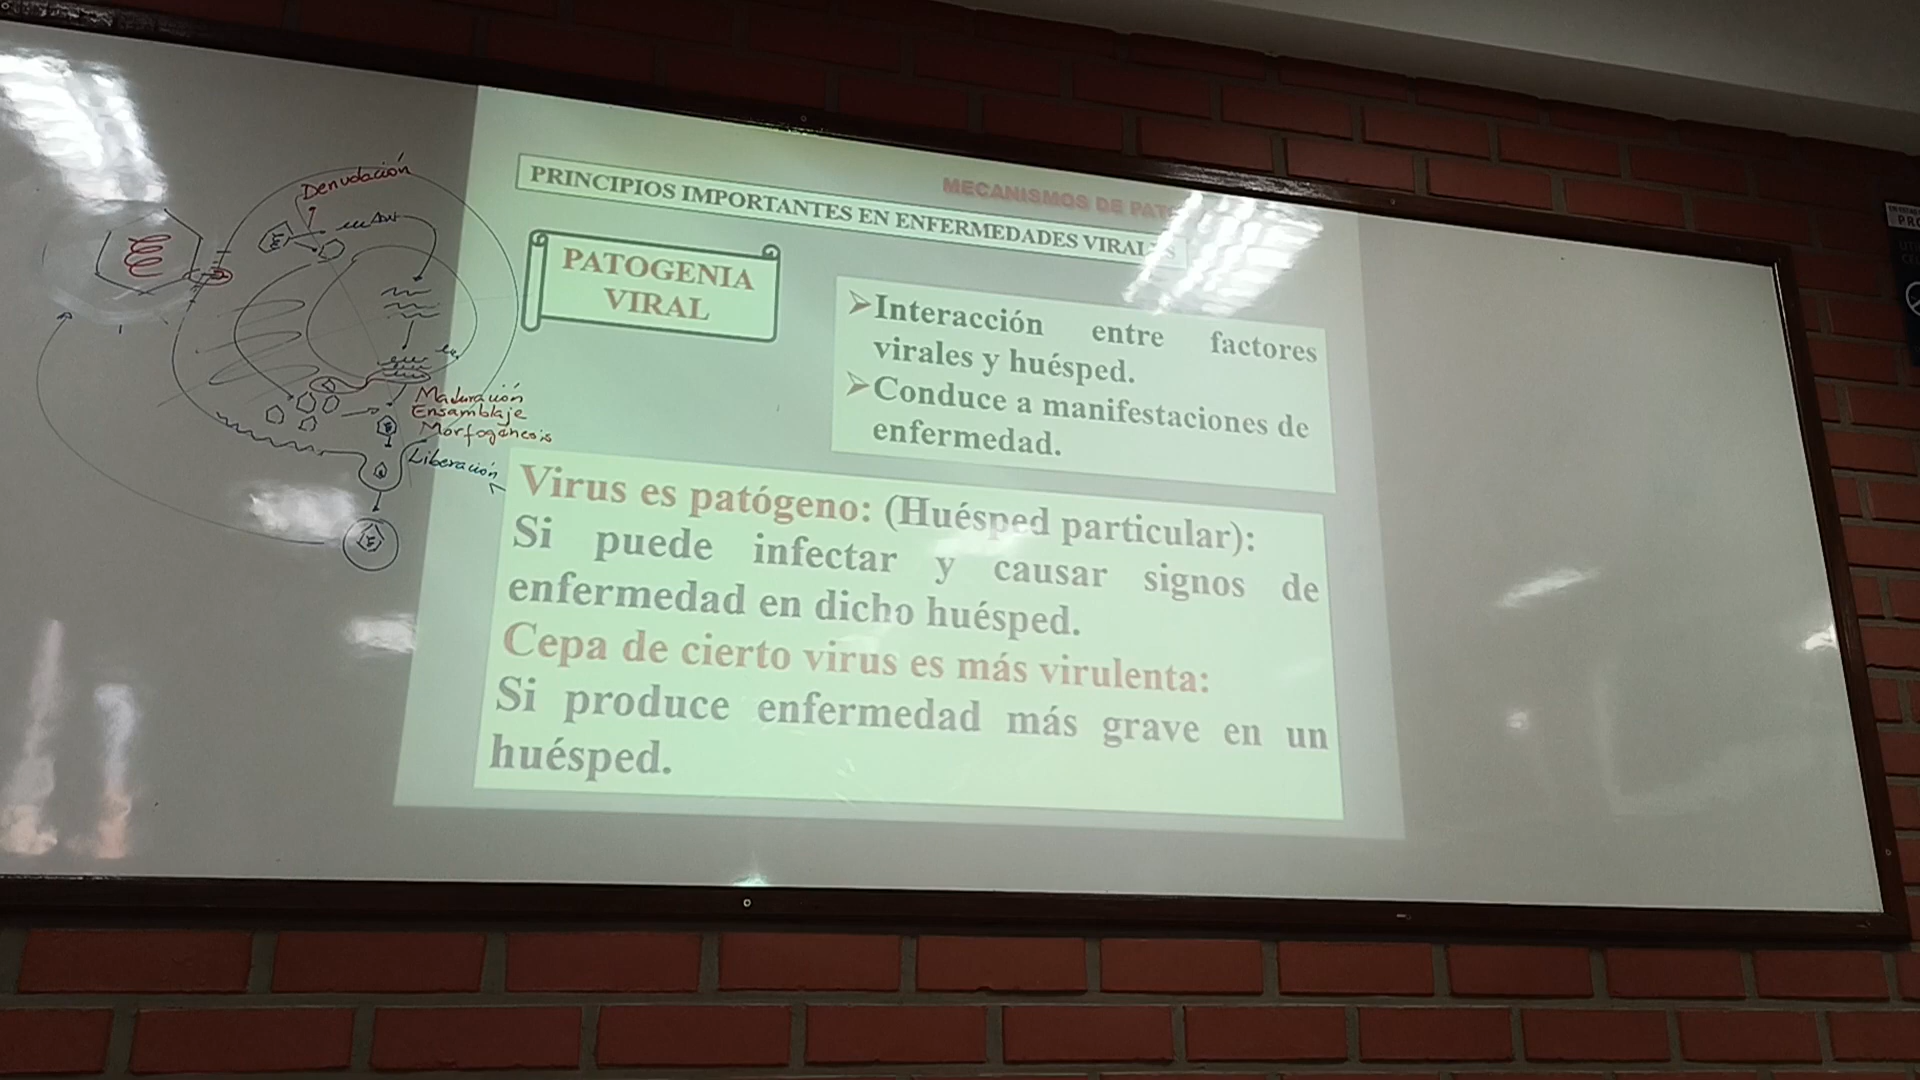 MECANISMOS DE
PRINCIPIOS IMPORTANTES EN ENFERMEDADES
PATOGENIA
VIRAL
➢Interacción entre factores
virales y huésped.
➢Conduce a manifestaciones de
enfermedad.
Virus es patógeno: (Huésped particular):
Si puede infectar y causar signos de
enfermedad en dicho huésped.
Cepa de cierto virus es más virulenta:
Si produce enfermedad más grave en un
huésped.
Denudación
Maduración
Ensamblaje
Morfogénesis
Liberación